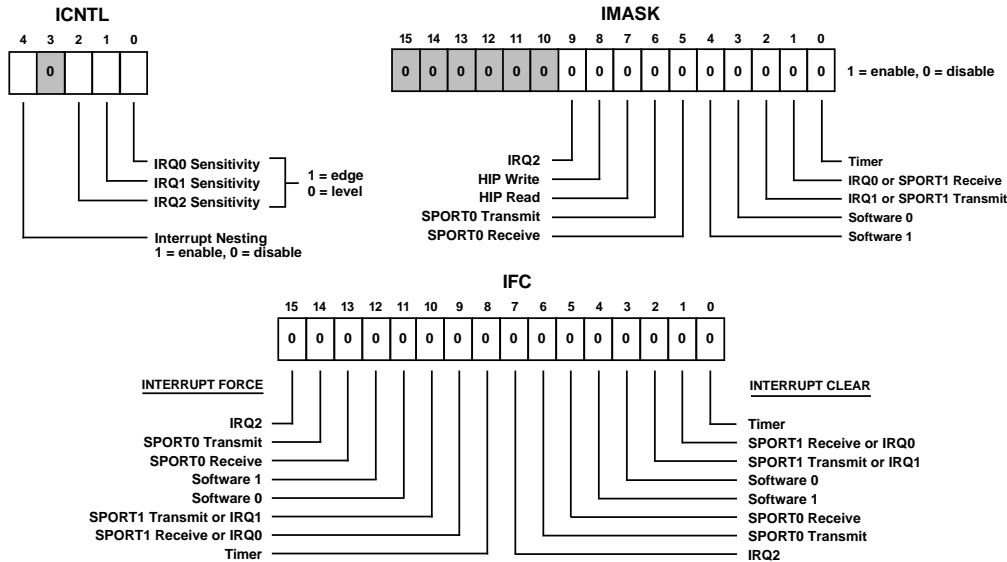 ICNTL
4 3 2 1 0
0
IRQ0 Sensitivity
IRQ1 Sensitivity
IRQ2 Sensitivity
1 = edge
0 = level
Interrupt Nesting
1 = enable, 0 = disable
IMASK
15 14 13 12 11 10 9 8 7 6 5 4 3 2 1 0
0 0 0 0 0 0 0 0 0 0 0 0 0 0 0 0
1 = enable, 0 = disable
IRQ2
HIP Write
HIP Read
SPORT0 Transmit
SPORT0 Receive
Timer
IRQ0 or SPORT1 Receive
IRQ1 or SPORT1 Transmit
Software 0
Software 1
IFC
15 14 13 12 11 10 9 8 7 6 5 4 3 2 1 0
0 0 0 0 0 0 0 0 0 0 0 0 0 0 0 0
INTERRUPT FORCE
IRQ2
SPORT0 Transmit
SPORT0 Receive
Software 1
Software 0
SPORT1 Transmit or IRQ1
SPORT1 Receive or IRQ0
Timer
INTERRUPT CLEAR
Timer
SPORT1 Receive or IRQ0
SPORT1 Transmit or IRQ1
Software 0
Software 1
SPORT0 Receive
SPORT0 Transmit
IRQ2